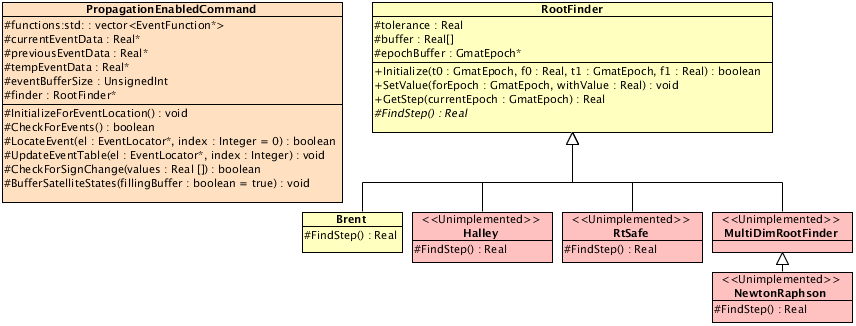 PropagationEnabledCommand
#functions:std: : vector<EventFunction*>
#currentEventData : Real*
#previousEventData : Real*
#tempEventData : Real*
#eventBufferSize : UnsignedInt
#finder : RootFinder*
#InitializeForEventLocation() : void
#CheckForEvents() : boolean
#LocateEvent(el : EventLocator*, index : Integer = 0) : boolean
#UpdateEventTable(el : EventLocator*, index : Integer) : void
#CheckForSignChange(values : Real []) : boolean
#BufferSatelliteStates(fillingBuffer : boolean = true) : void
RootFinder
#tolerance : Real
#buffer : Real[]
#epochBuffer : GmatEpoch*
+Initialize(t0 : GmatEpoch, f0 : Real, t1 : GmatEpoch, f1 : Real) : boolean
+SetValue(forEpoch : GmatEpoch, withValue : Real) : void
+GetStep(currentEpoch : GmatEpoch) : Real
#FindStep() : Real
Brent
#FindStep() : Real
<<Unimplemented>>
Halley
#FindStep() : Real
<<Unimplemented>>
RtSafe
#FindStep() : Real
<<Unimplemented>>
MultiDimRootFinder
<<Unimplemented>>
NewtonRaphson
#FindStep() : Real